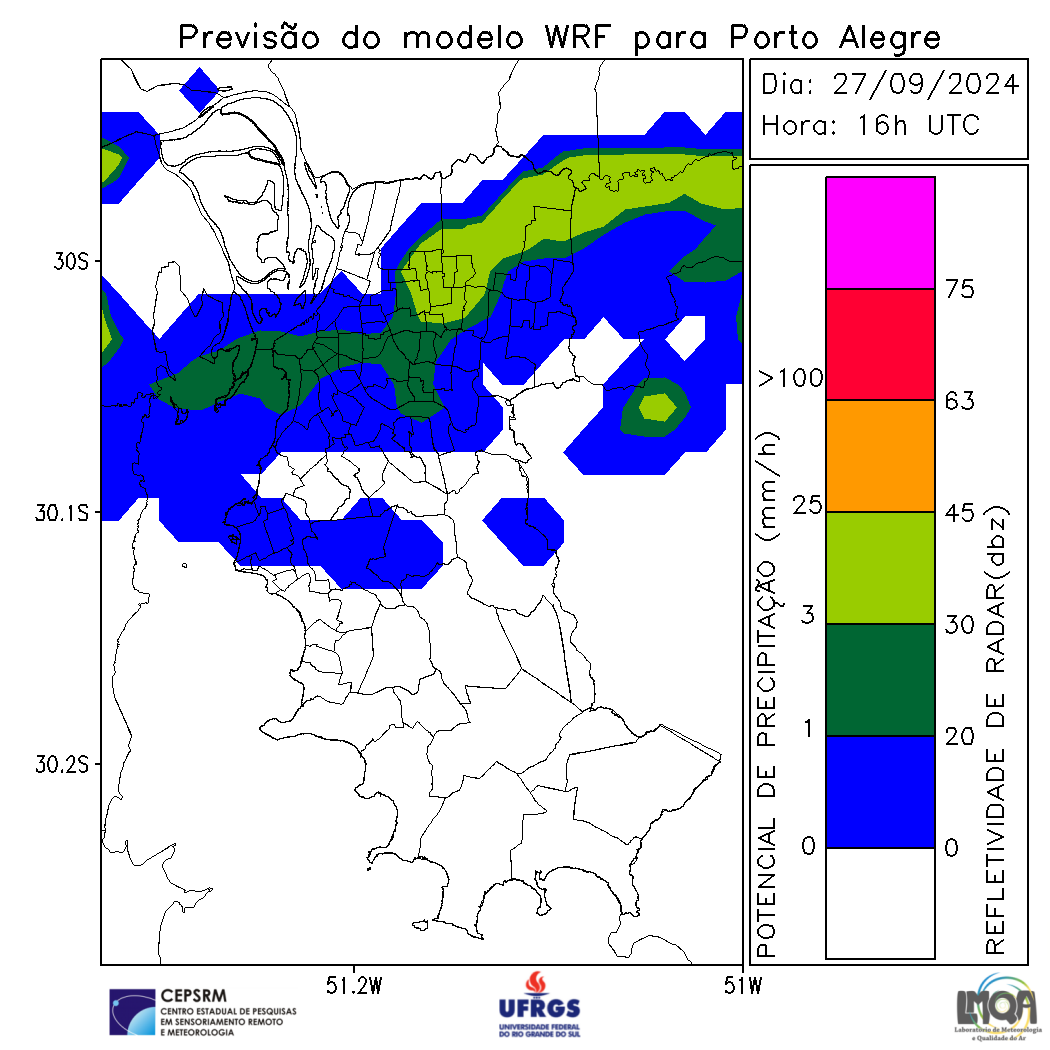 Previsão do modelo WRF para Porto Alegre
Dia: 27/09/2024
Hora: 16h UTC
30S
30.1S
30.2S
51.2W
51W
POTENCIAL DE PRECIPITAÇÃO (mm/h)
>100
25
3
1
0
75
63
45
30
20
0
REFLETIVIDADE DE RADAR(dbz)
CEPSRM
CENTRO ESTADUAL DE PESQUISAS
EM SENSORIAMENTO REMOTO
E METEOROLOGIA
UFRGS
UNIVERSIDADE FEDERAL
DO RIO GRANDE DO SUL
LMQA
Laboratório de Meteorologia
e Qualidade do Ar